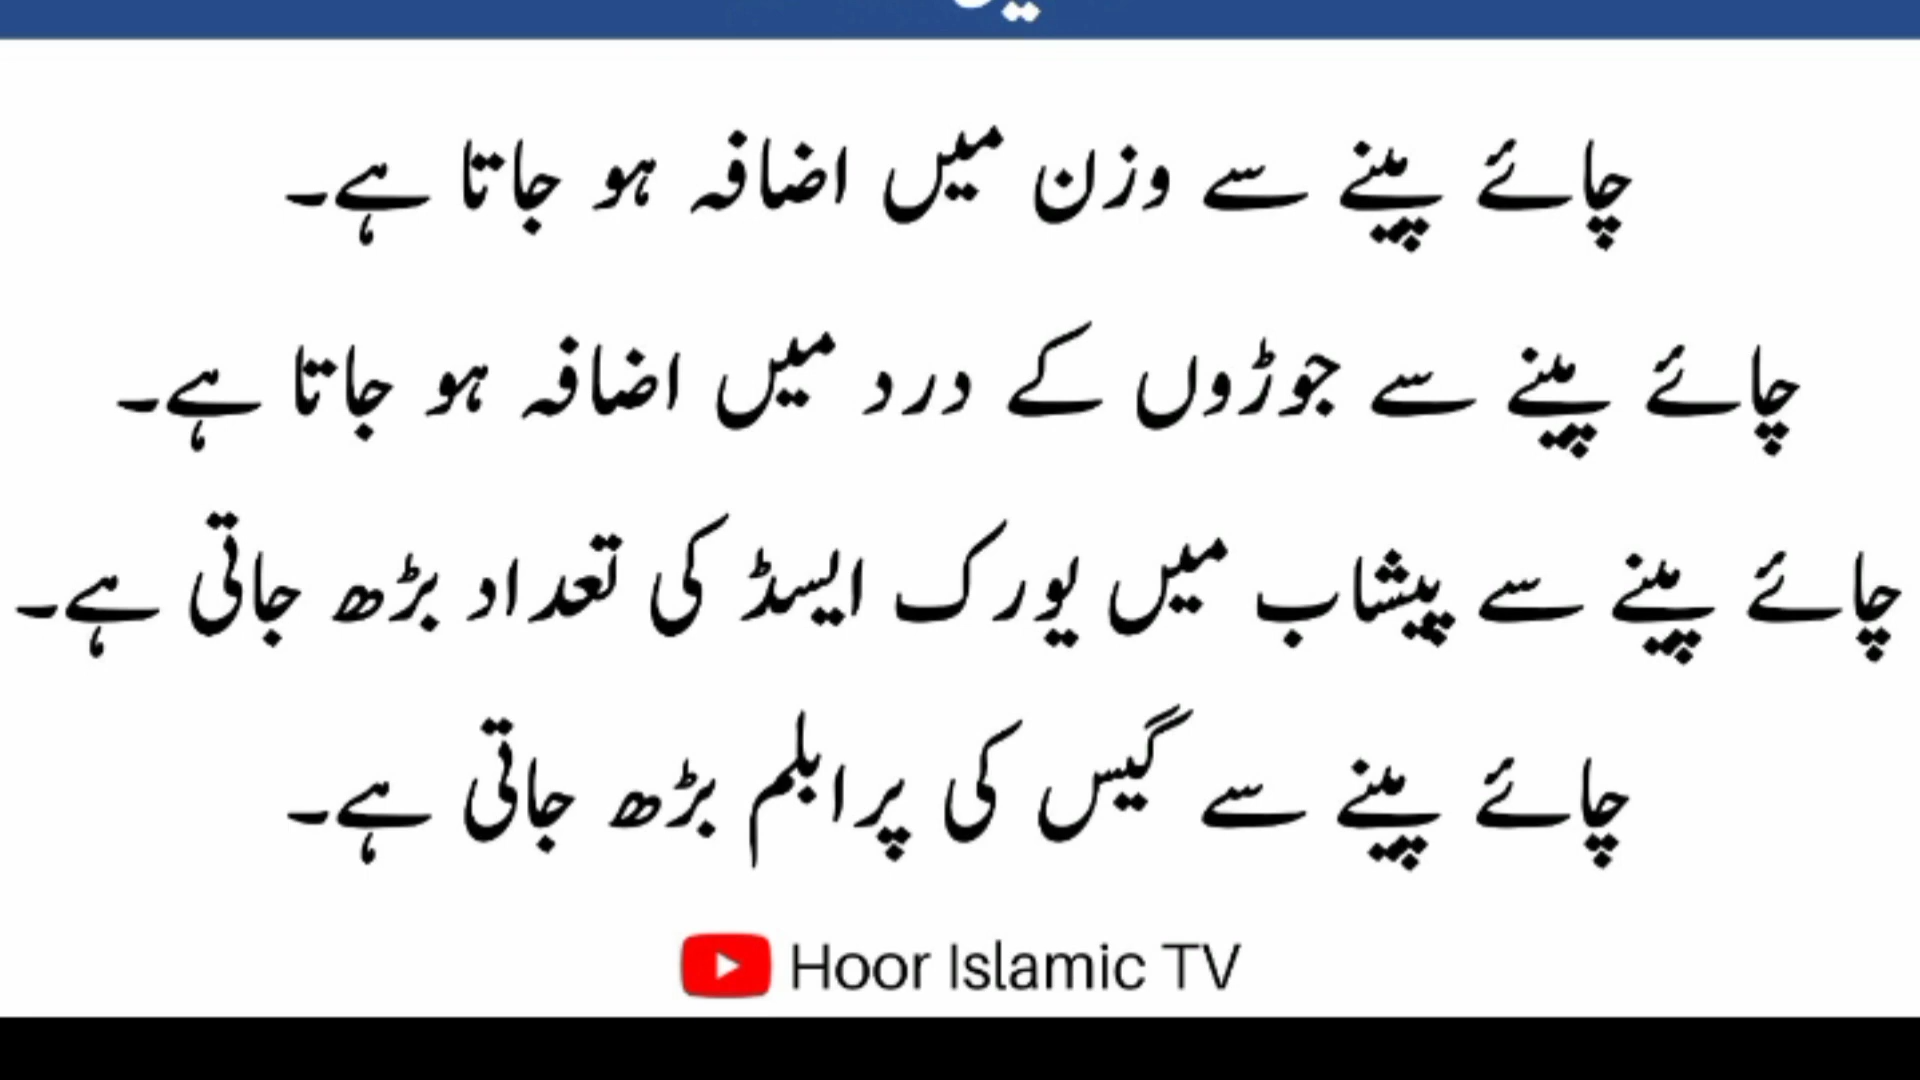 چائے پینے سے وزن میں اضافہ ہو جاتا ہے۔
چائے پینے سے جوڑوں کے درد میں اضافہ ہو جاتا ہے۔
چائے پینے سے پیشاب میں یورک ایسڈ کی تعداد بڑھ جاتی ہے۔
چائے پینے سے گیس کی پرابلم بڑھ جاتی ہے۔
Hoor Islamic TV